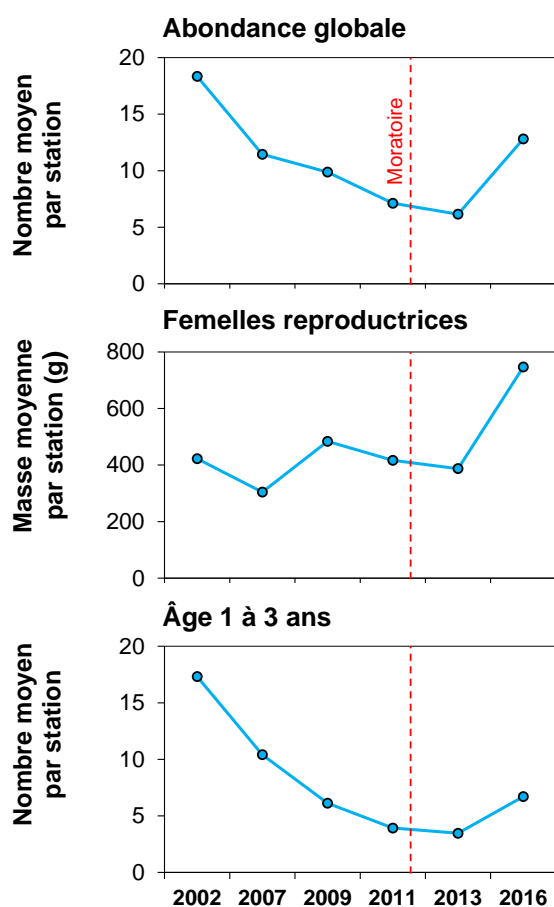 Abondance globale
Nombre moyen
par station
20
15
10
5
0
Moratoire
Femelles reproductrices
Masse moyenne
par station (g)
800
600
400
200
0
Âge 1 à 3 ans
Nombre moyen
par station
20
15
10
5
0
2002 2007 2009 2011 2013 2016